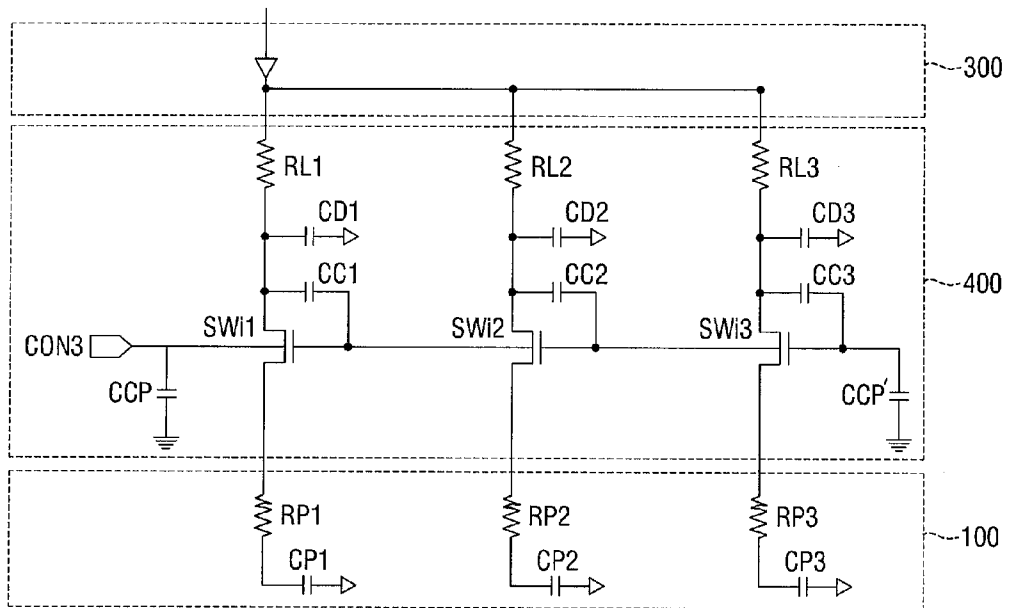 300
RL1 RL2 RL3
CD1 CD2 CD3
CC1 CC2 CC3
400
SWi1 SWi2 SWi3
CON3
CCP CCP'
RP1 RP2 RP3
100
CP1 CP2 CP3